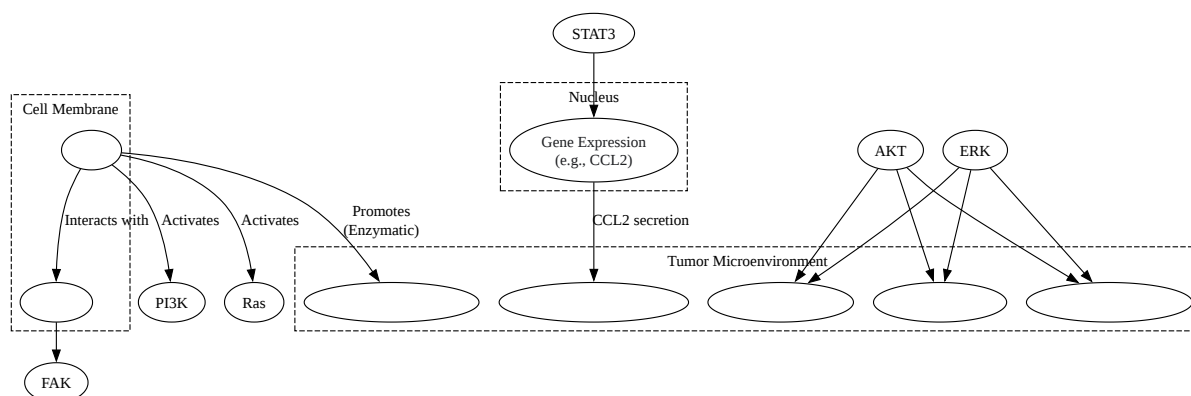 STAT3
Nucleus
Cell Membrane
Gene Expression
(e.g., CCL2)
AKT
ERK
Interacts with
Activates
Activates
Promotes
(Enzymatic)
CCL2 secretion
Tumor Microenvironment
PI3K
Ras
FAK